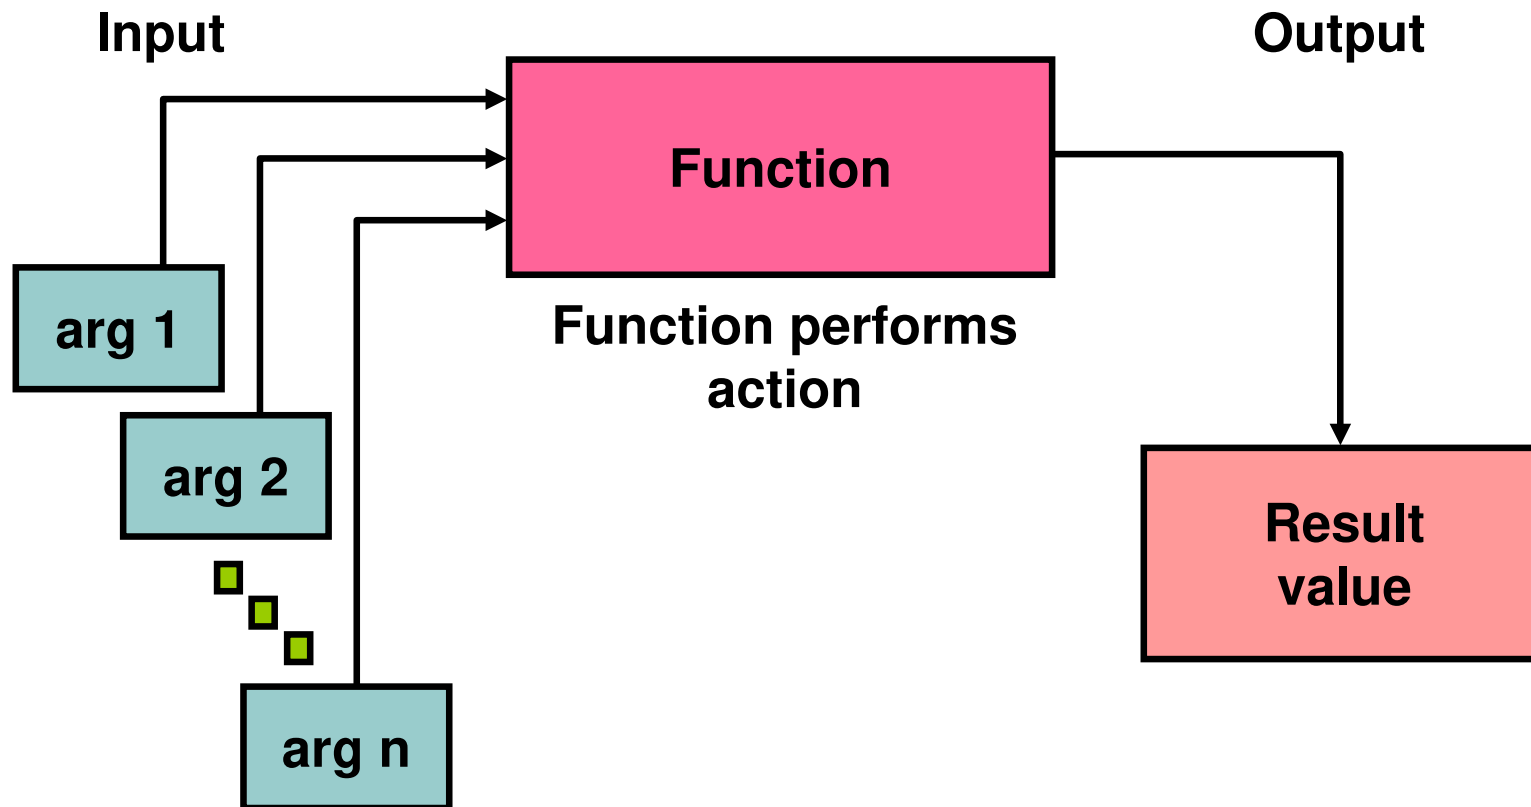 Input
Output
Function
Function performs
action
arg 1
arg 2
arg n
Result
value